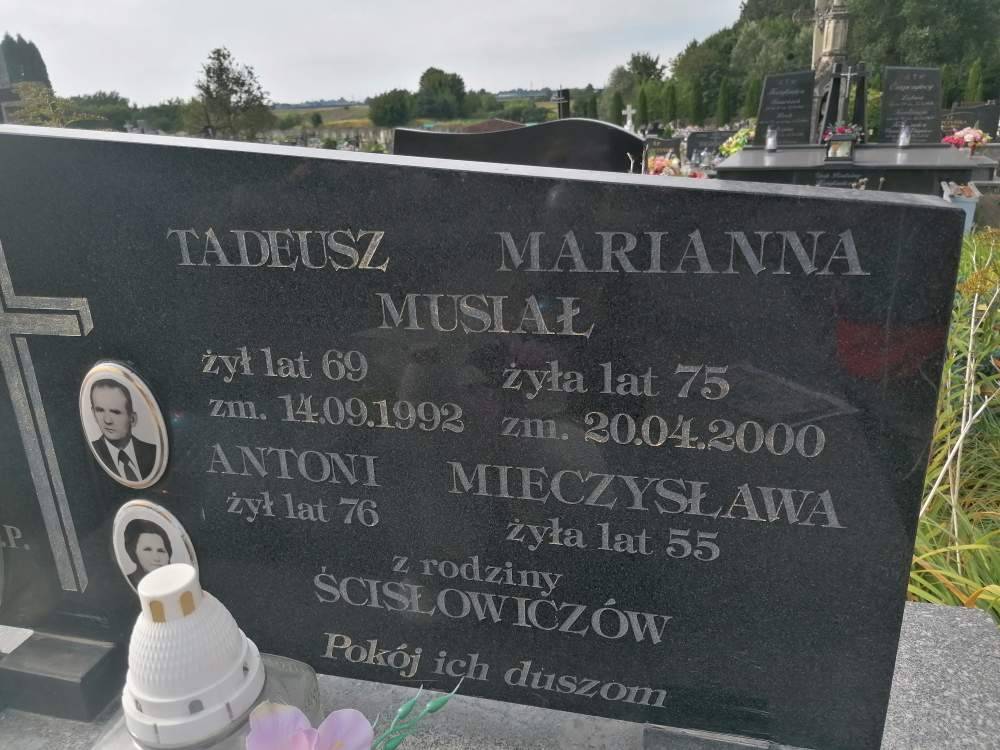 TADEUSZ MARIANNA
MUSIAŁ
żył lat 69 żyła lat 75
zm. 14.09.1992 zm. 20.04.2000
ANTONI MIECZYSŁAWA
żył lat 76 żyła lat 55
z rodziny
ŚCISŁOWICZÓW
Pokój ich duszom
.P.